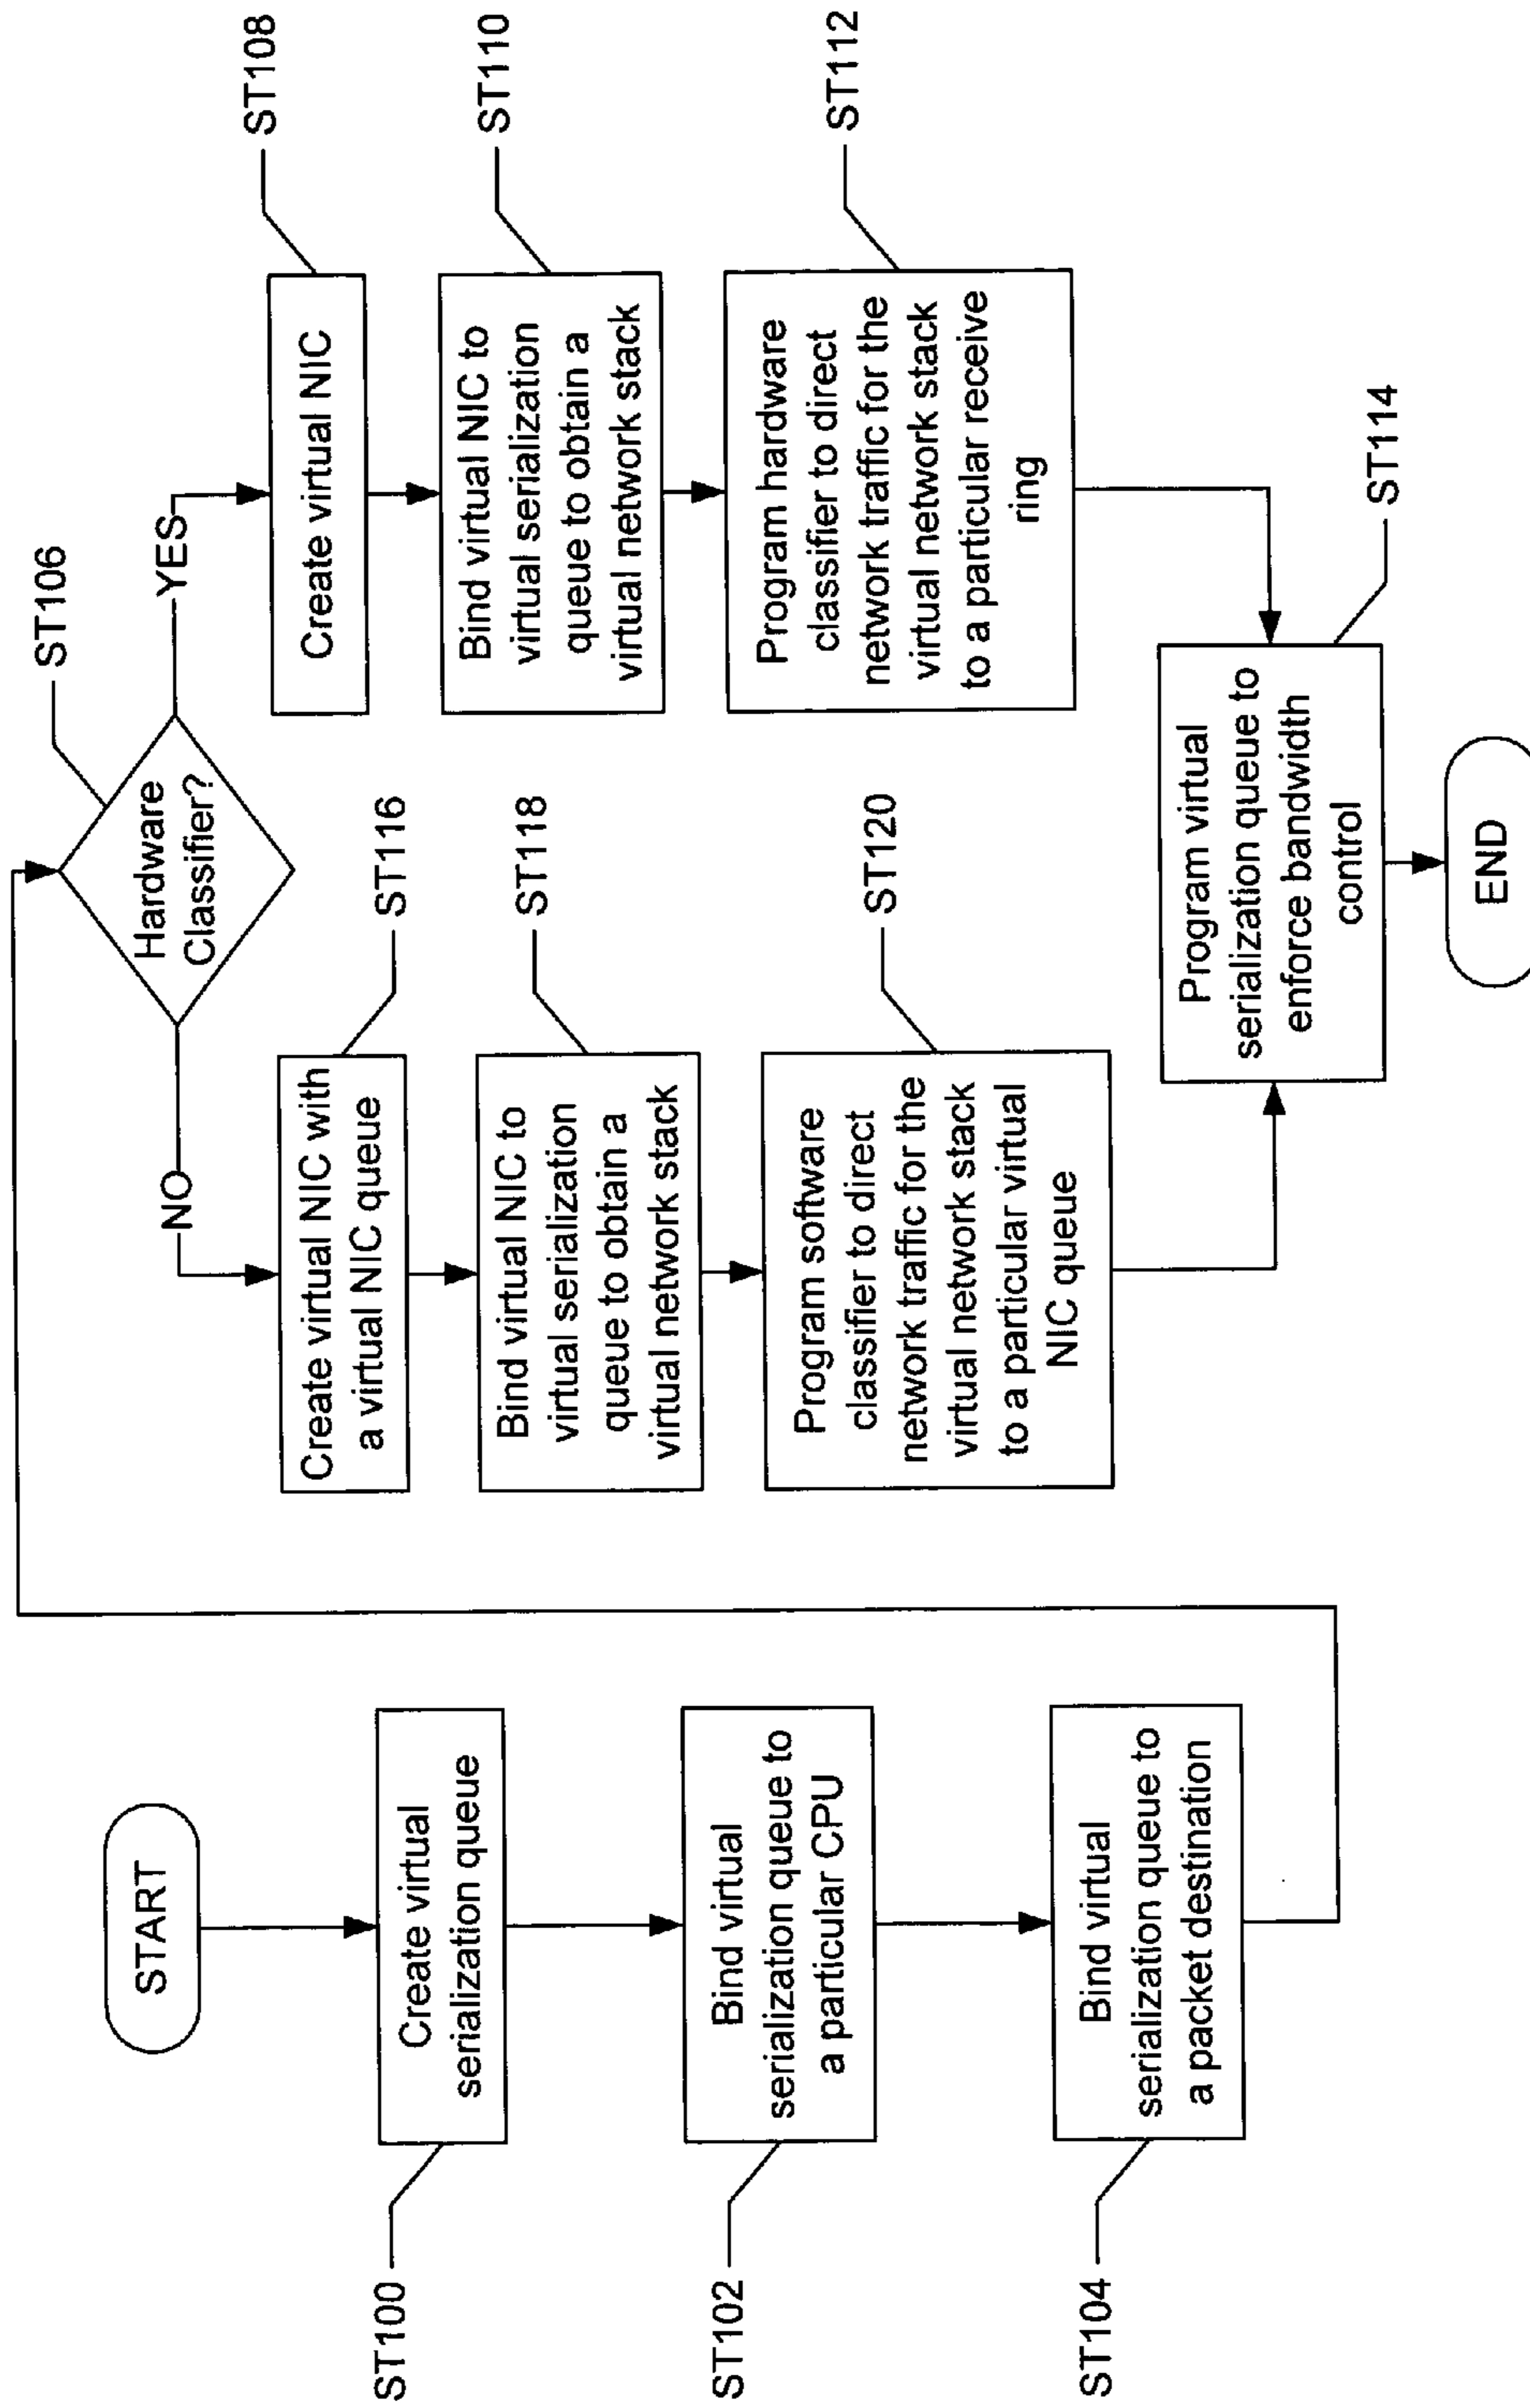 START
ST100
Create virtual
serialization queue
ST102
Bind virtual
serialization queue to
a particular CPU
ST104
Bind virtual
serialization queue to
a packet destination
ST106
Hardware
Classifier?
NO
YES
ST116
Create virtual NIC with
a virtual NIC queue
ST118
Bind virtual NIC to
virtual serialization
queue to obtain a
virtual network stack
ST120
Program software
classifier to direct
network traffic for the
virtual network stack
to a particular virtual
NIC queue
ST108
Create virtual NIC
ST110
Bind virtual NIC to
virtual serialization
queue to obtain a
virtual network stack
ST112
Program hardware
classifier to direct
network traffic for the
virtual network stack
to a particular receive
ring
ST114
Program virtual
serialization queue to
enforce bandwidth
control
END